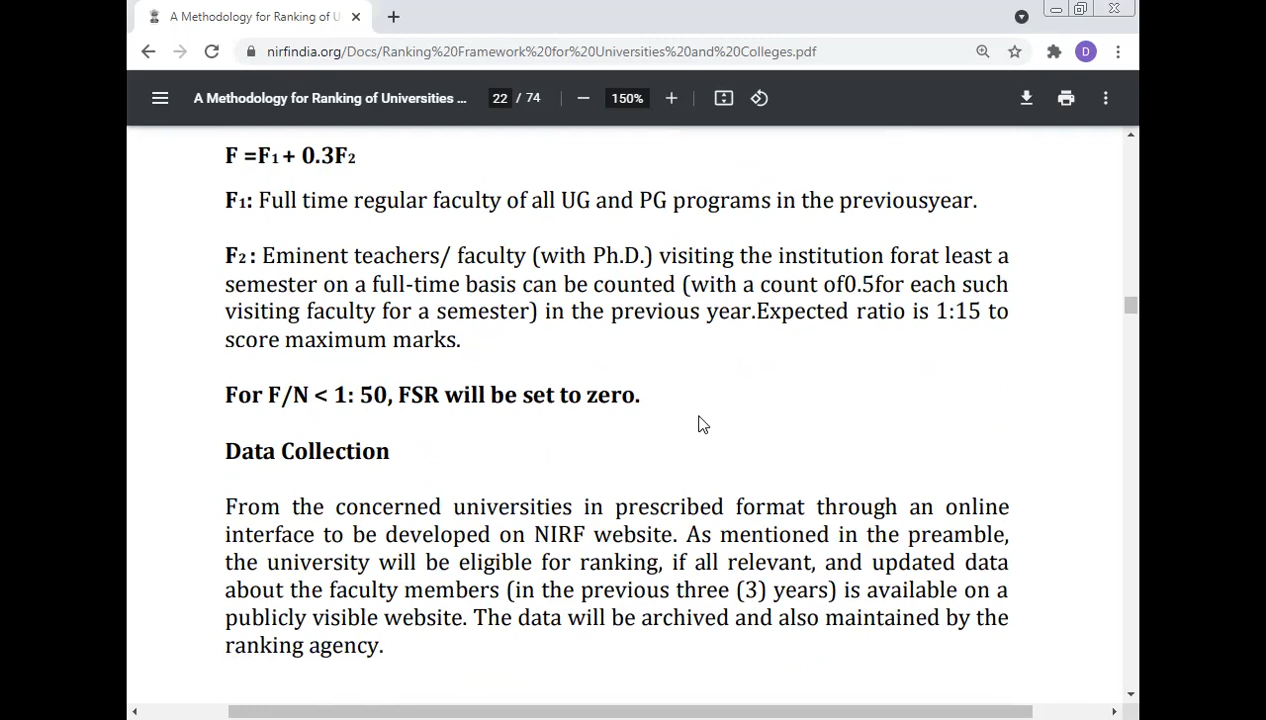 A Methodology for Ranking of U
nirfindia.org/Docs/Ranking%20Framework%20for%20Universities%20and%20Colleges.pdf
D
A Methodology for Ranking of Universities ...
22 / 74
150%
F =F1 + 0.3F2
F1: Full time regular faculty of all UG and PG programs in the previousyear.
F2 : Eminent teachers/ faculty (with Ph.D.) visiting the institution forat least a
semester on a full-time basis can be counted (with a count of0.5for each such
visiting faculty for a semester) in the previous year.Expected ratio is 1:15 to
score maximum marks.
For F/N < 1: 50, FSR will be set to zero.
Data Collection
From the concerned universities in prescribed format through an online
interface to be developed on NIRF website. As mentioned in the preamble,
the university will be eligible for ranking, if all relevant, and updated data
about the faculty members (in the previous three (3) years) is available on a
publicly visible website. The data will be archived and also maintained by the
ranking agency.